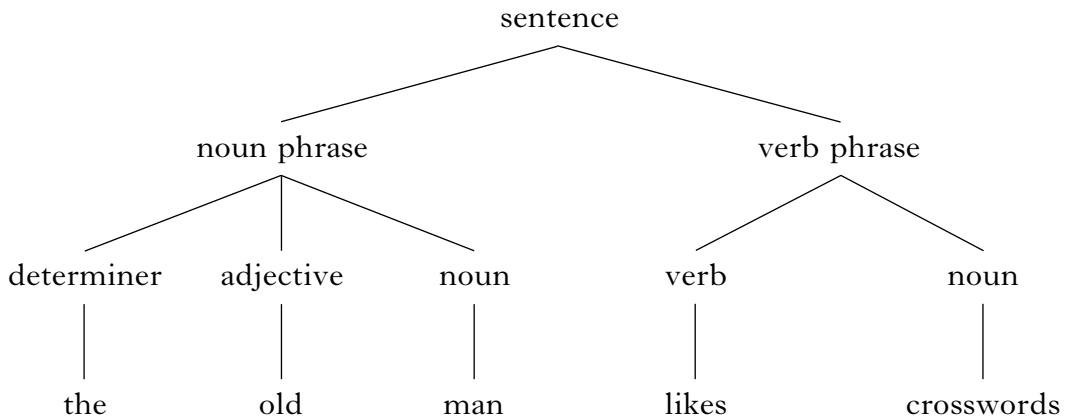 sentence
noun phrase verb phrase
determiner adjective noun verb noun
the old man likes crosswords